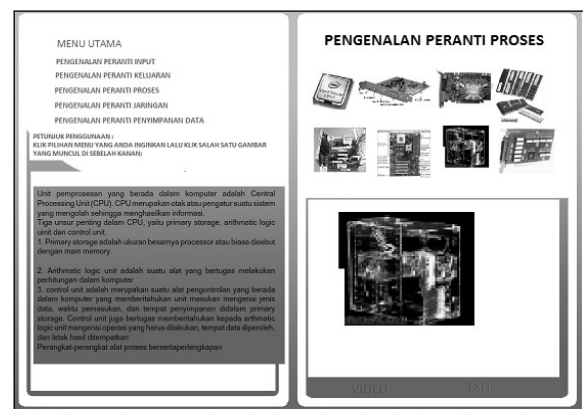 MENU UTAMA
PENGENALAN PERANTI INPUT
PENGENALAN PERANTI KELUARAN
PENGENALAN PERANTI PROSES
PENGENALAN PERANTI JARINGAN
PENGENALAN PERANTI PENYIMPANAN DATA
PETUNJUK PENGGUNAAN :
KLIK PILIHAN MENU YANG ANDA INGINKAN LALU KLIK SALAH SATU GAMBAR
YANG MUNCUL DI SEBELAH KANAN;
Unit pemprosesan yang berada dalam komputer adalah Central
Processing Unit (CPU). CPU merupakan otak atau pengatur suatu sistem
yang mengolah sehingga menghasilkan informasi.
Tiga unsur penting dalam CPU, yaitu primary storage, arithmatic logic
uinit dan control unit.
1. Primary storage adalah ukuran besarnya processor atau biasa disebut
dengan main memory.
2. Arithmatic logic unit adalah suatu alat yang bertugas melakukan
perhitungan dalam komputer
3. control unit adalah merupakan suatu alat pengontrolan yang berada
dalam komputer yang memberitahukan unit masukan mengenai jenis
data, waktu pemasukan, dan tempat penyimpanan didalam primary
storage. Control unit juga bertugas memberitahukan kepada arthmatic
logic unit mengenai operasi yang harus dilakukan, tempat data diperoleh,
dan letak hasil ditempatkan
Perangkat-perangkat alat proses bersertaperlengkapan
PENGENALAN PERANTI PROSES
VIDEO
EXIT